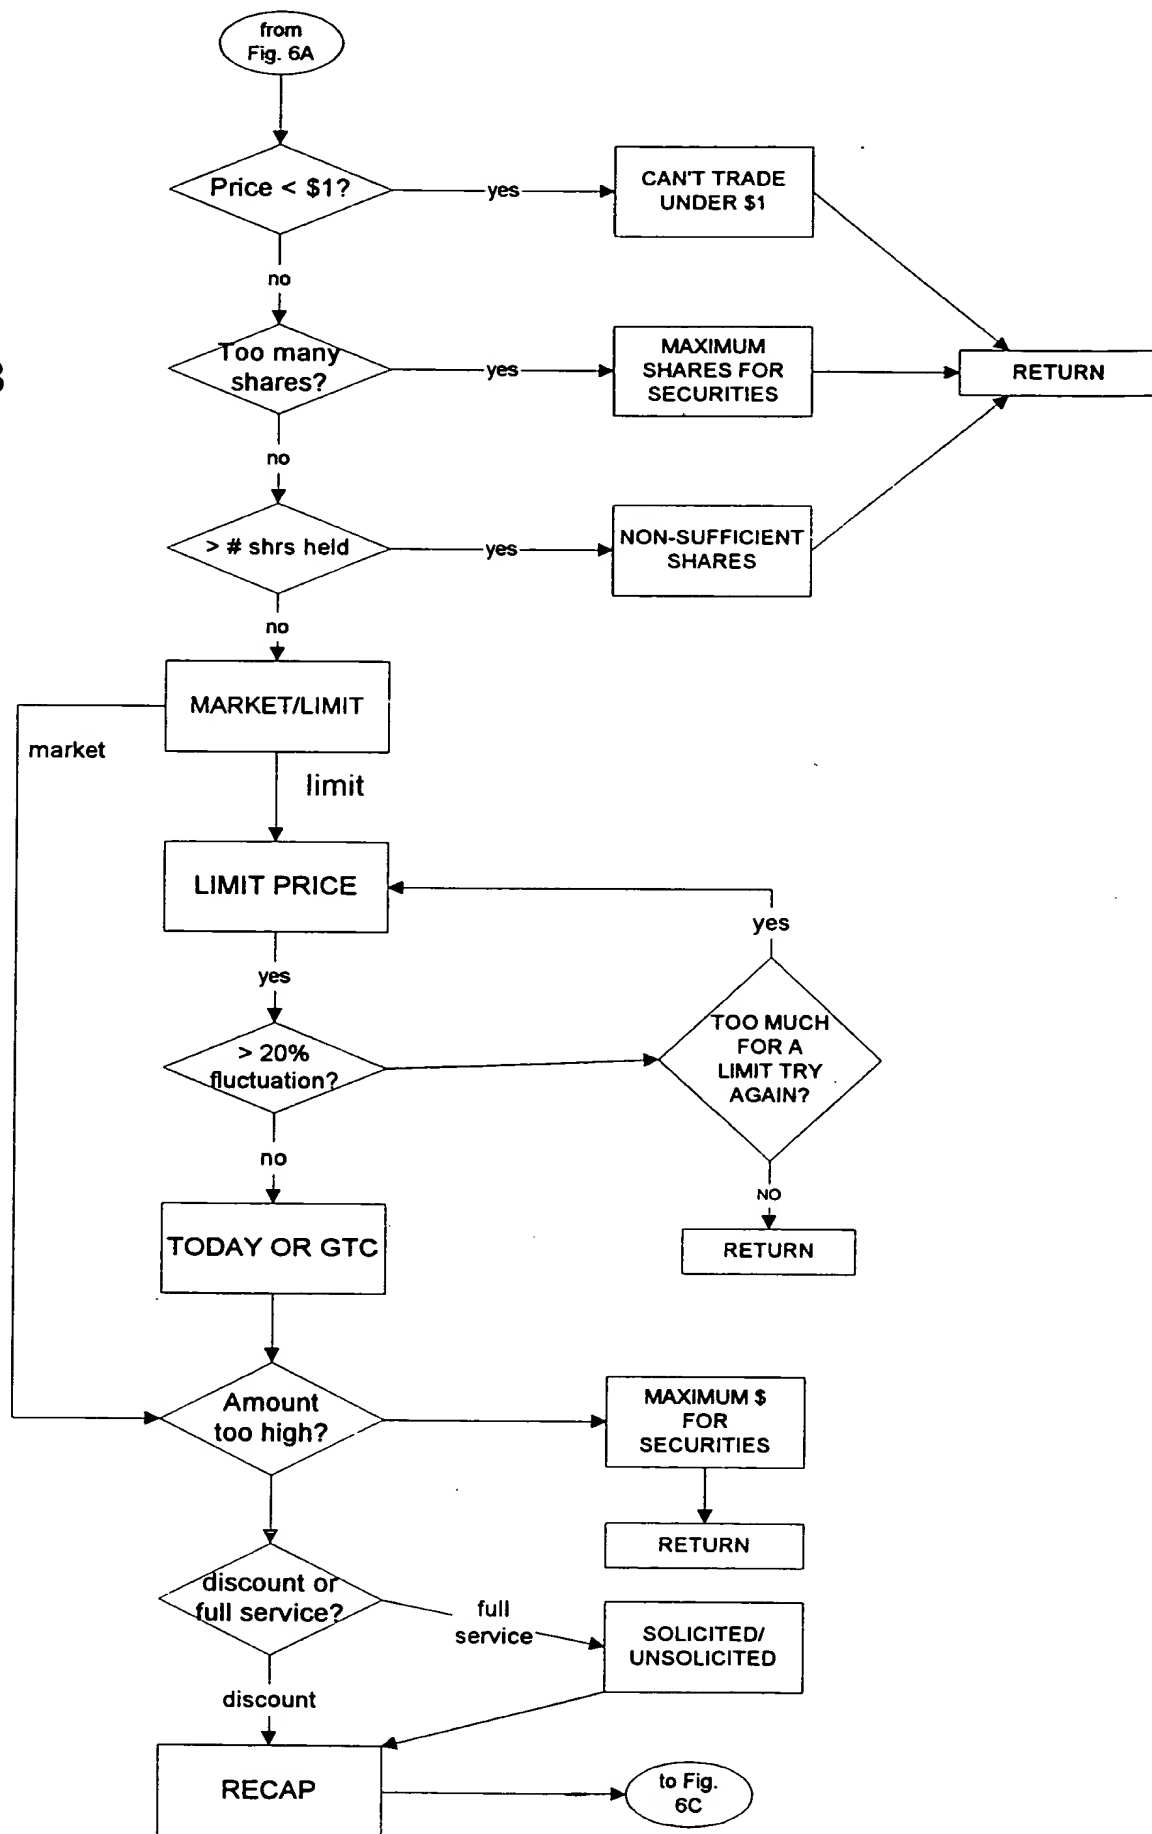 from
Fig. 6A
Price < $1?
yes
CAN'T TRADE
UNDER $1
no
Too many
shares?
yes
MAXIMUM
SHARES FOR
SECURITIES
RETURN
no
> # shrs held
yes
NON-SUFFICIENT
SHARES
no
MARKET/LIMIT
market
limit
LIMIT PRICE
yes
yes
> 20%
fluctuation?
TOO MUCH
FOR A
LIMIT TRY
AGAIN?
no
NO
TODAY OR GTC
RETURN
Amount
too high?
MAXIMUM $
FOR
SECURITIES
RETURN
discount or
full service?
full
service
SOLICITED/
UNSOLICITED
discount
RECAP
to Fig.
6C